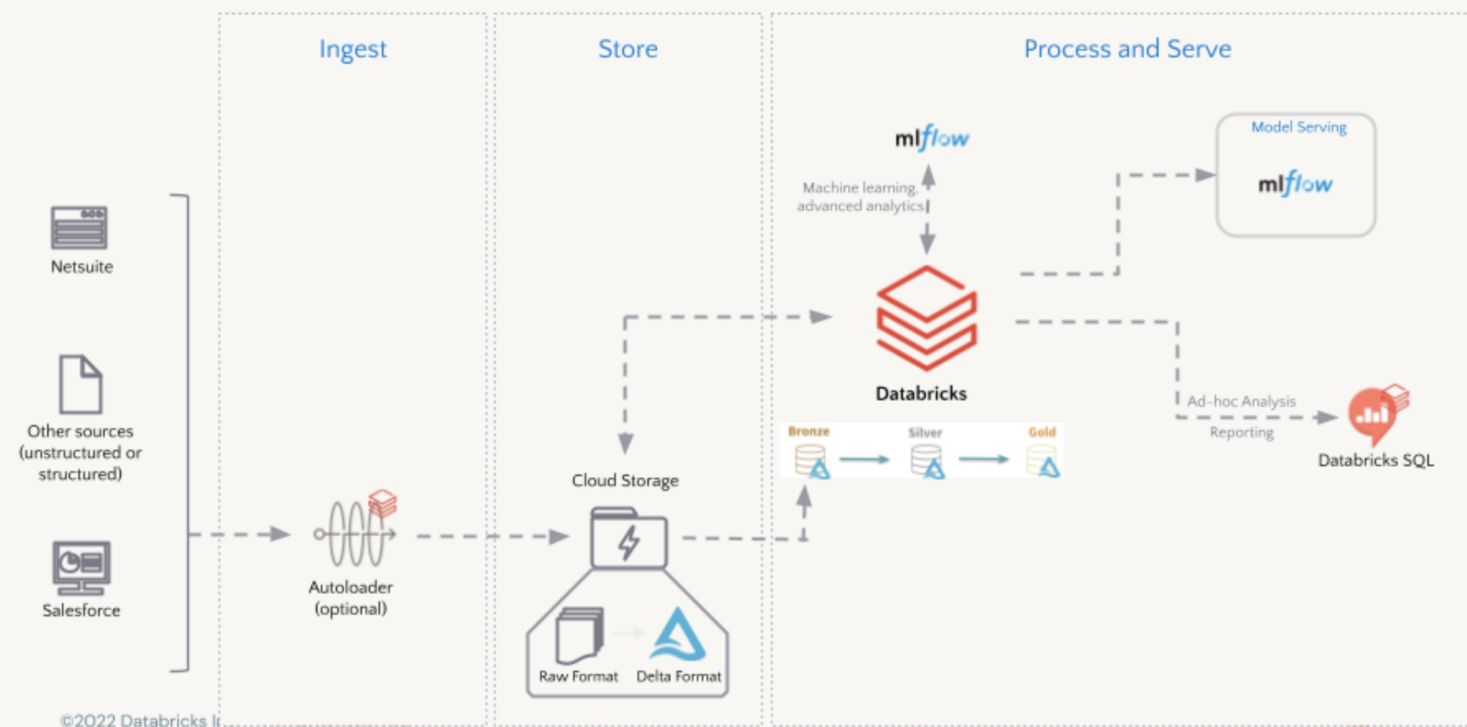 Ingest
Store
Process and Serve
Netsuite
Other sources
(unstructured or
structured)
Salesforce
Autoloader
(optional)
Cloud Storage
Raw Format
Delta Format
mlflow
Machine learning,
advanced analytics
Databricks
Bronze
Silver
Gold
Model Serving
mlflow
Ad-hoc Analysis
Reporting
Databricks SQL
©2022 Databricks